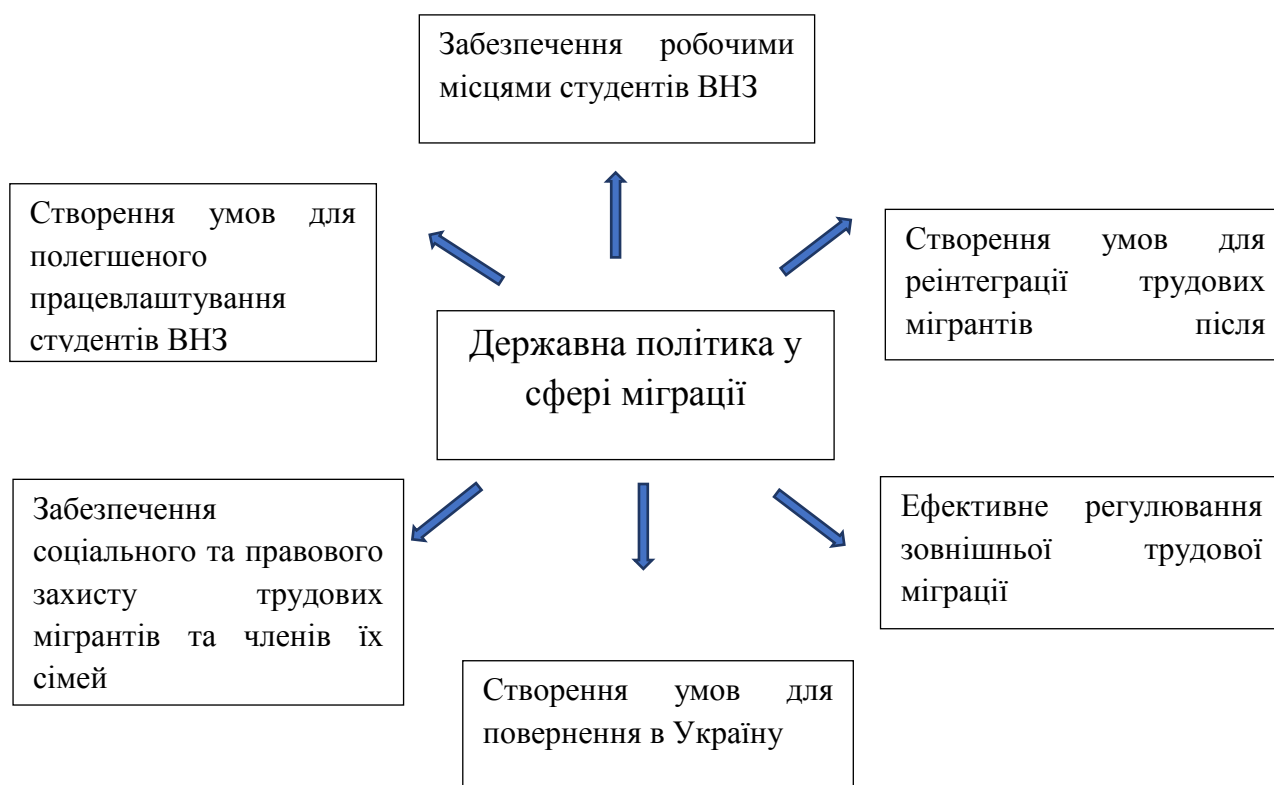 Забезпечення робочими
місцями студентів ВНЗ
Створення умов для
полегшеного
працевлаштування
студентів ВНЗ
Створення умов для
реінтеграції трудових
мігрантів після
Державна політика у
сфері міграції
Забезпечення
соціального та правового
захисту трудових
мігрантів та членів їх
сімей
Ефективне регулювання
зовнішньої трудової
міграції
Створення умов для
повернення в Україну